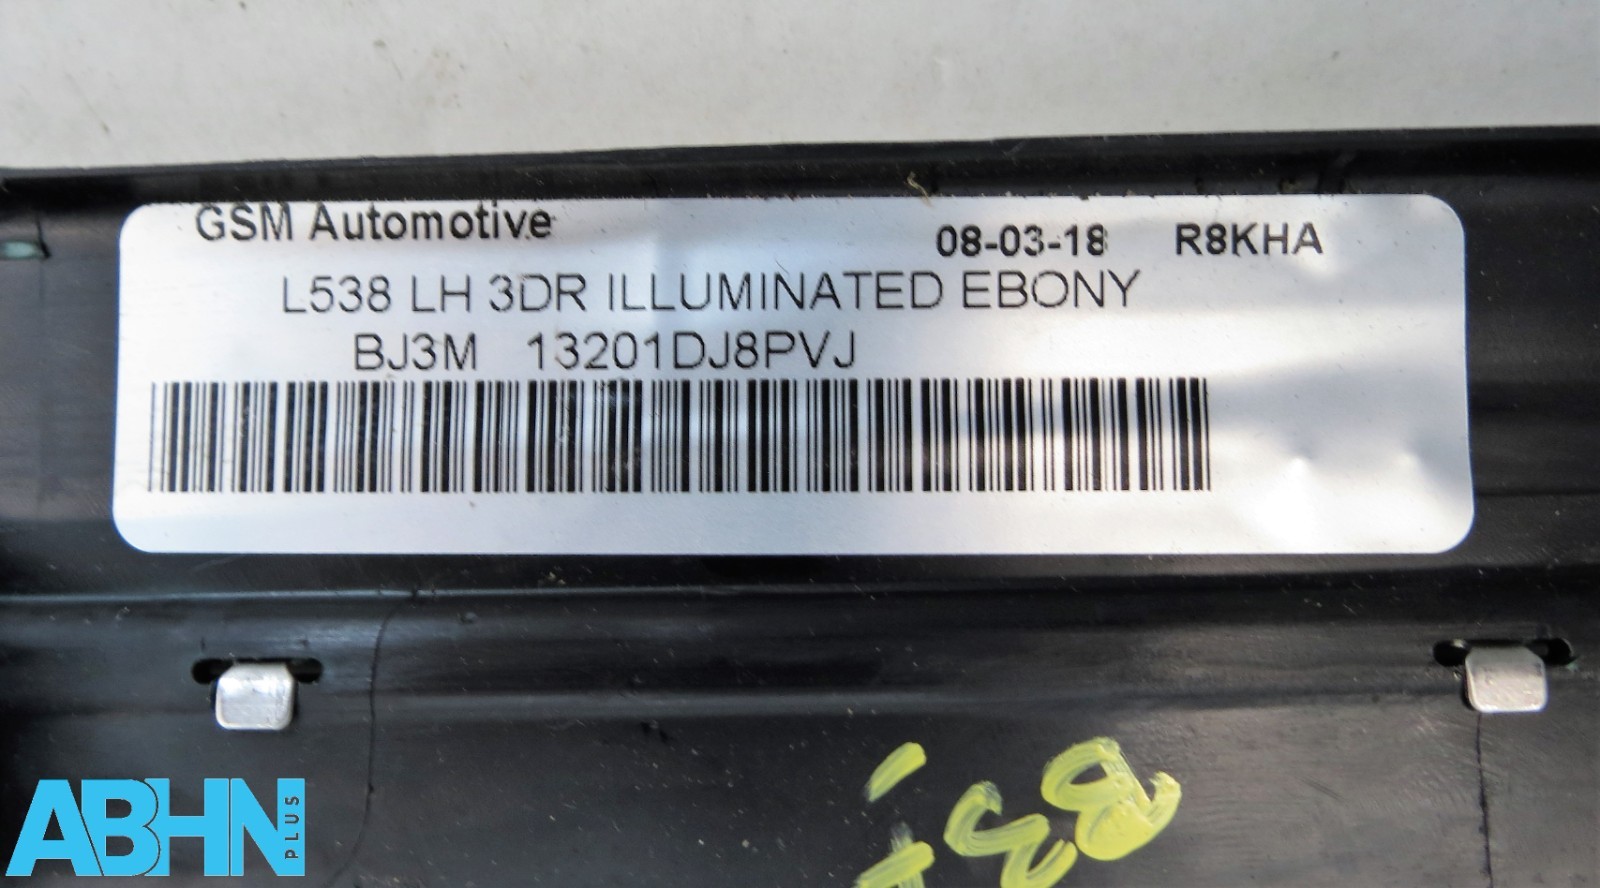 GSM Automotive
08-03-18 R8KHA
L538 LH 3DR ILLUMINATED EBONY
BJ3M 13201DJ8PVJ
ABHN PLUS